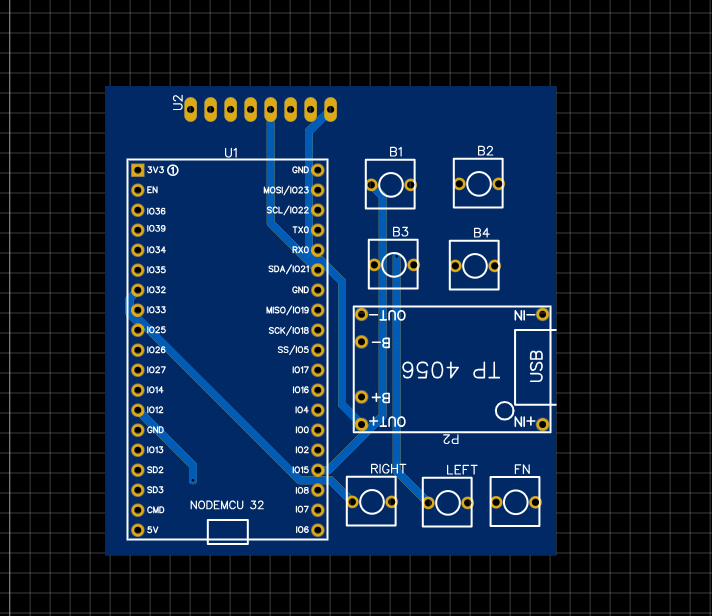 U2
U1
3V3 1
EN
IO36
IO39
IO34
IO35
IO32
IO33
IO25
IO26
IO27
IO14
IO12
GND
IO13
SD2
SD3
CMD
5V
GND
MOSI/IO23
SCL/IO22
TX0
RX0
SDA/IO21
GND
MISO/IO19
SCK/IO18
SS/IO5
IO17
IO16
IO4
IO0
IO2
IO15
IO8
IO7
IO6
NODEMCU 32
B1
B2
B3
B4
OUT-
IN-
B-
TP 4056
USB
B+
OUT+
IN+
P2
RIGHT
LEFT
FN